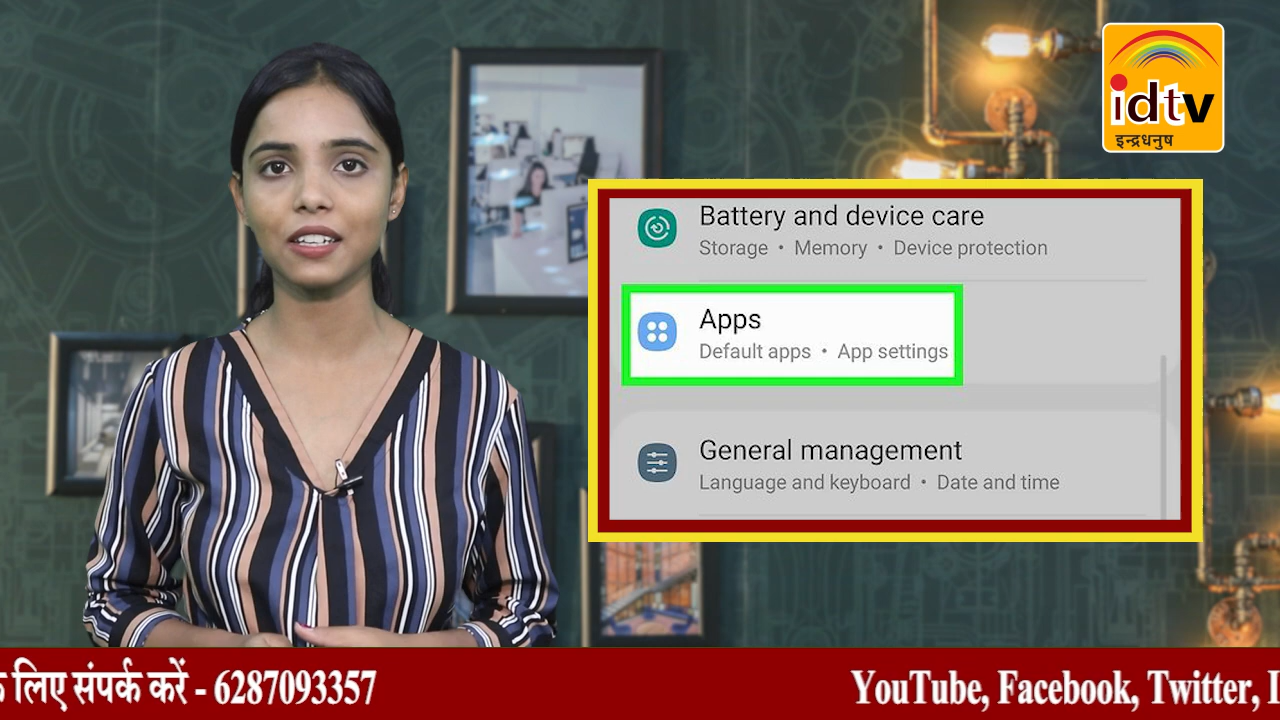 idtv
इन्द्रधनुष
Battery and device care
Storage • Memory • Device protection
Apps
Default apps • App settings
General management
Language and keyboard • Date and time
लिए संपर्क करें - 6287093357
YouTube, Facebook, Twitter,